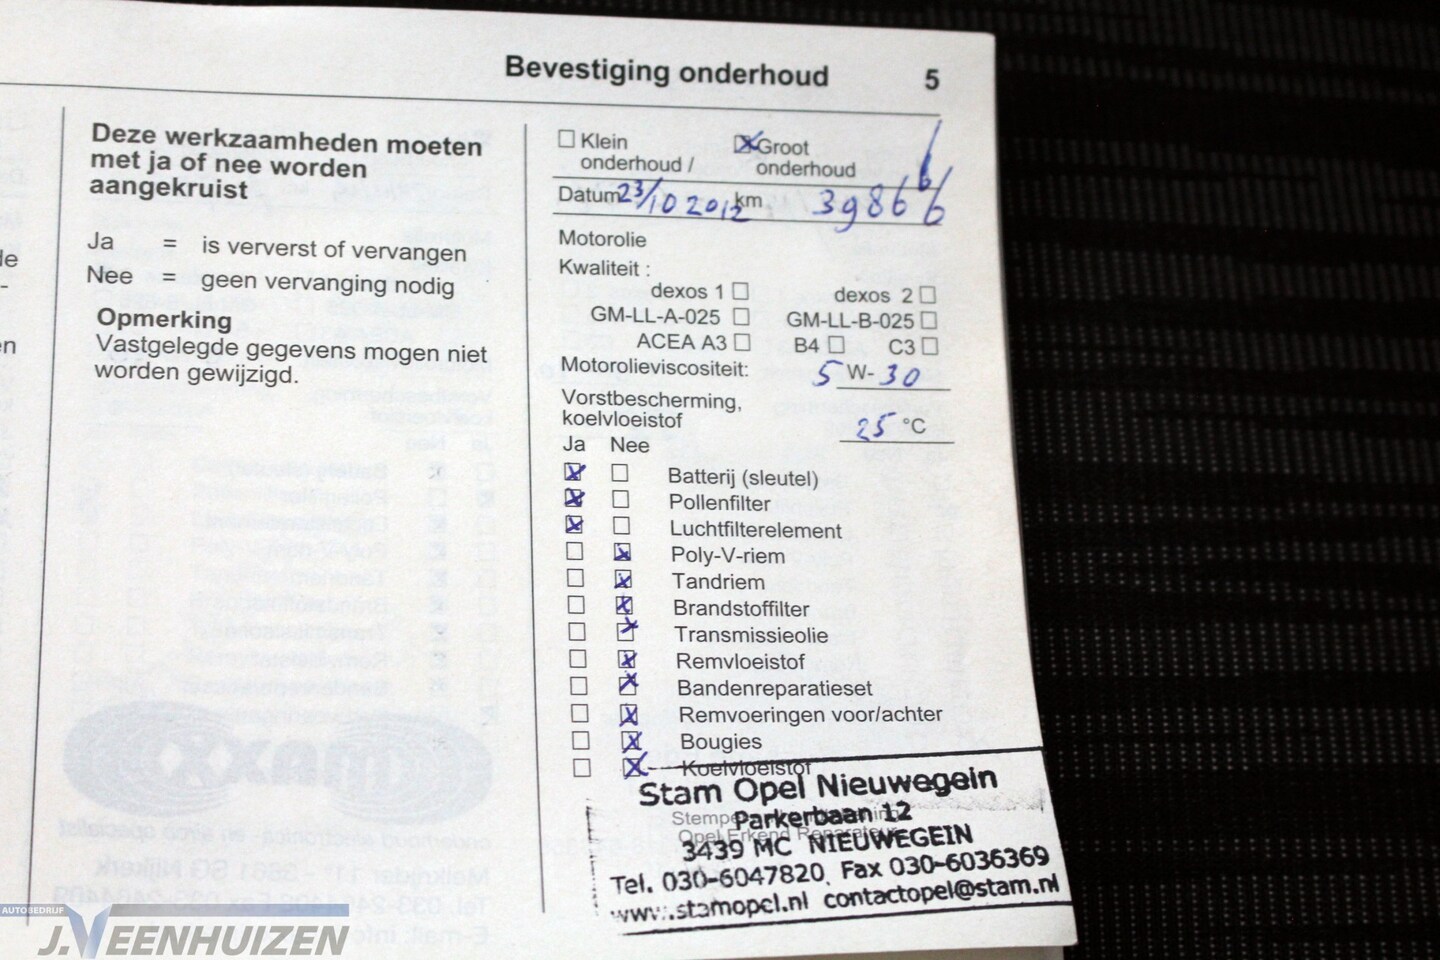 Bevestiging onderhoud 5
Deze werkzaamheden moeten
met ja of nee worden
aangekruist
Ja = is ververst of vervangen
Nee = geen vervanging nodig
Opmerking
Vastgelegde gegevens mogen niet
worden gewijzigd.
Klein
onderhoud /
Groot
onderhoud
Datum 23/10 2012 km
Motorolie
Kwaliteit :
dexos 1 dexos 2
GM-LL-A-025 GM-LL-B-025
ACEA A3 B4 C3
Motorolieviscositeit: 5 W-30
Vorstbescherming,
koelvloeistof 25 °C
Ja Nee
Batterij (sleutel)
Pollenfilter
Luchtfilterelement
Poly-V-riem
Tandriem
Brandstoffilter
Transmissieolie
Remvloeistof
Bandenreparatieset
Remvoeringen voor/achter
Bougies
Koelvloeistof
Stam Opel Nieuwegein
Parkerbaan 12
Opel Erkend Reparateur
3439 MC NIEUWEGEIN
Tel. 030-6047820, Fax 030-6036369
www.stamopel.nl contactopel@stam.nl
AUTOBEDRIJF
J.VEENHUIZEN